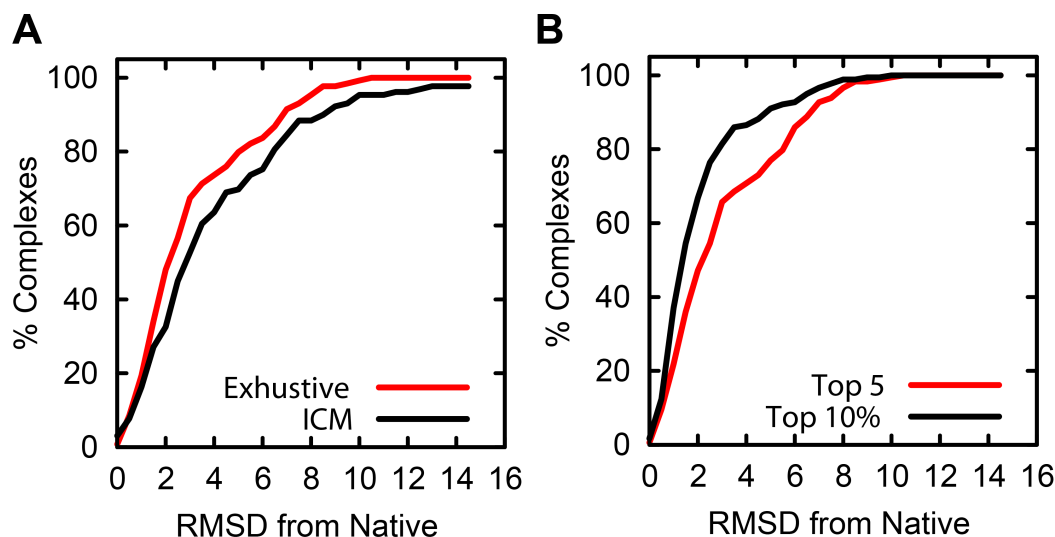 A
100
80
60
40
20
0
% Complexes
Exhustive
ICM
0 2 4 6 8 10 12 14 16
RMSD from Native
B
100
80
60
40
20
0
% Complexes
Top 5
Top 10%
0 2 4 6 8 10 12 14 16
RMSD from Native